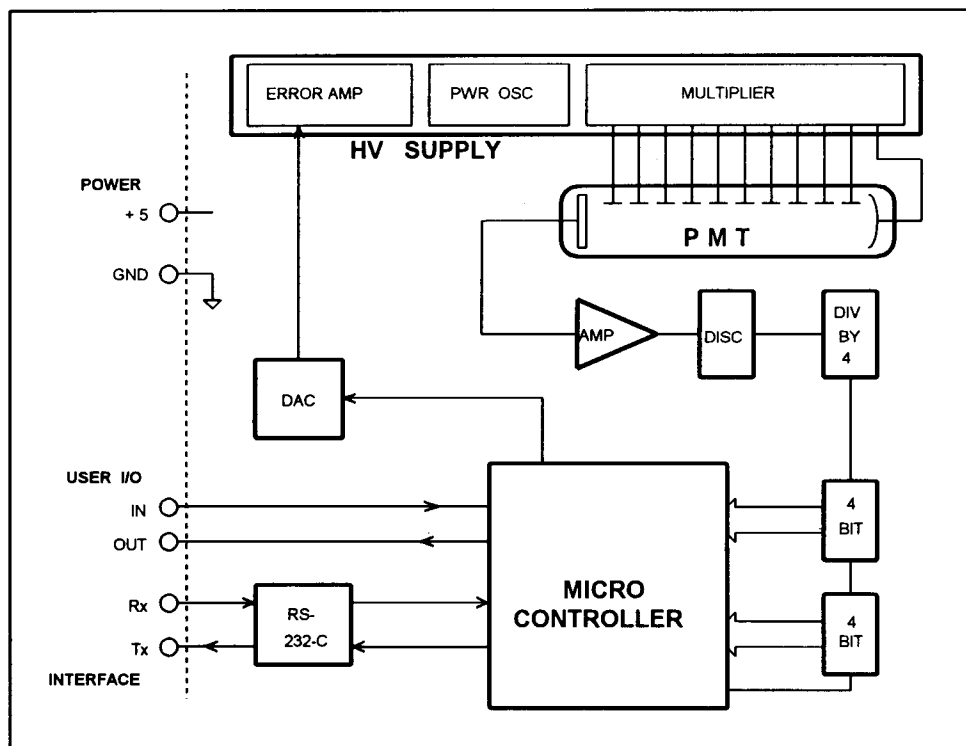 ERROR AMP
PWR OSC
MULTIPLIER
HV SUPPLY
POWER
+ 5
GND
PMT
AMP
DISC
DIV
BY
4
DAC
USER I/O
IN
OUT
4
BIT
MICRO
CONTROLLER
Rx
Tx
RS-
232-C
4
BIT
INTERFACE